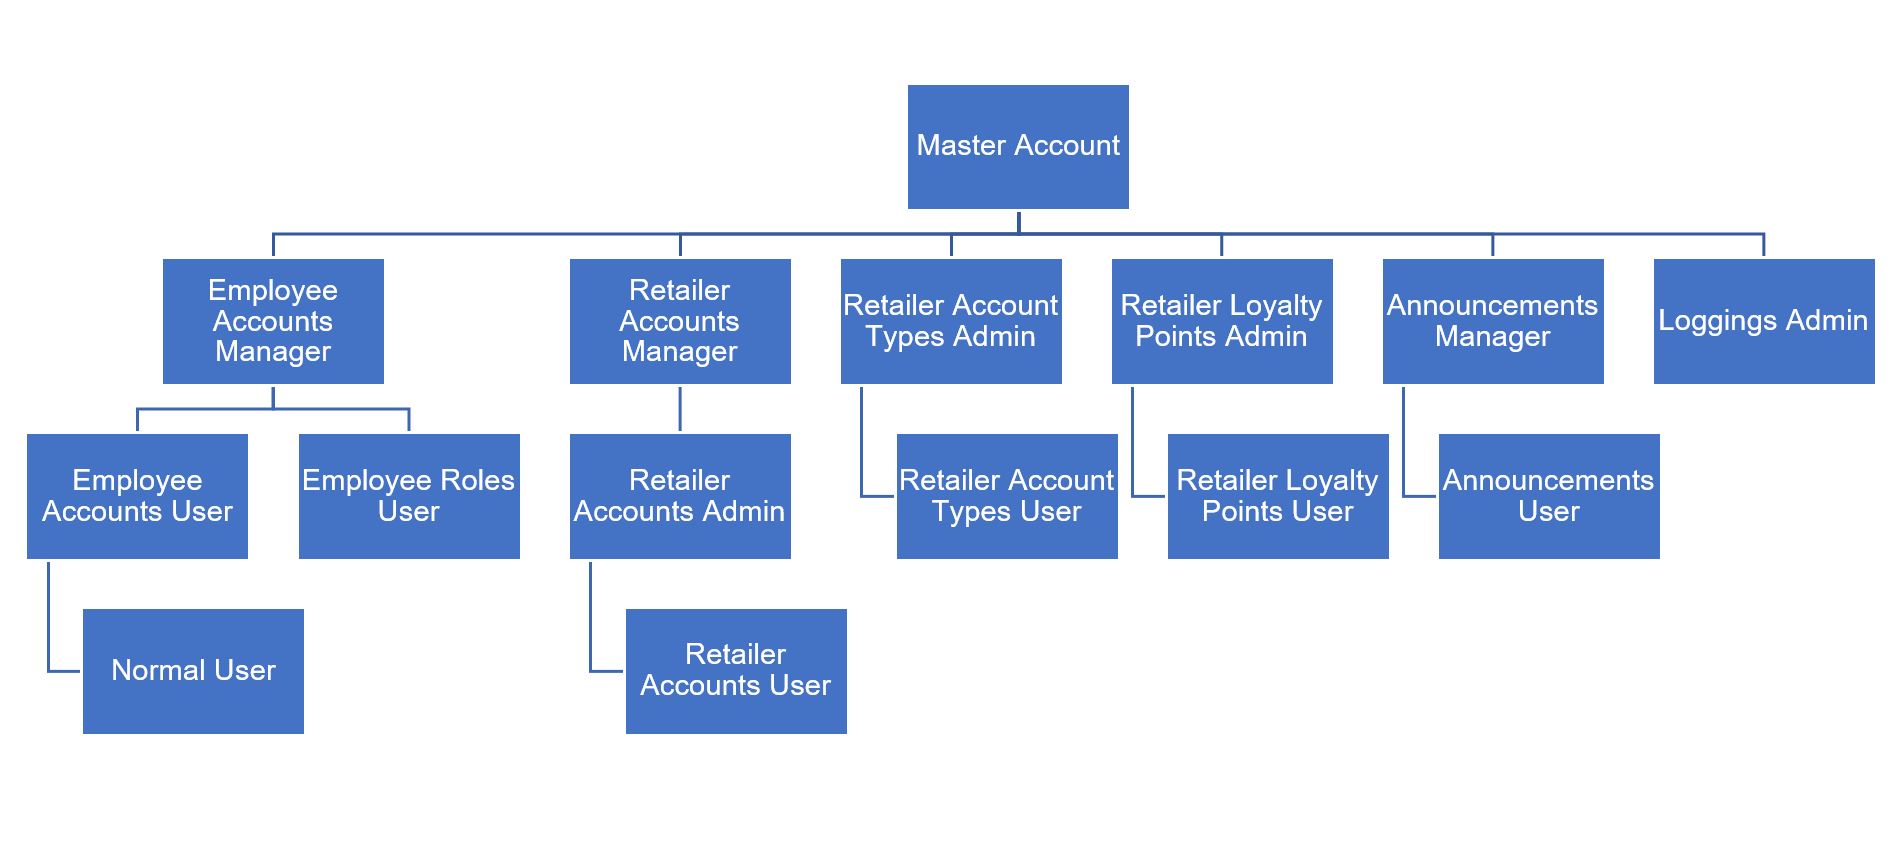 Master Account
Employee
Accounts
Manager
Retailer
Accounts
Manager
Retailer Account
Types Admin
Retailer Loyalty
Points Admin
Announcements
Manager
Loggings Admin
Employee
Accounts User
Employee Roles
User
Retailer
Accounts Admin
Retailer Account
Types User
Retailer Loyalty
Points User
Announcements
User
Normal User
Retailer
Accounts User